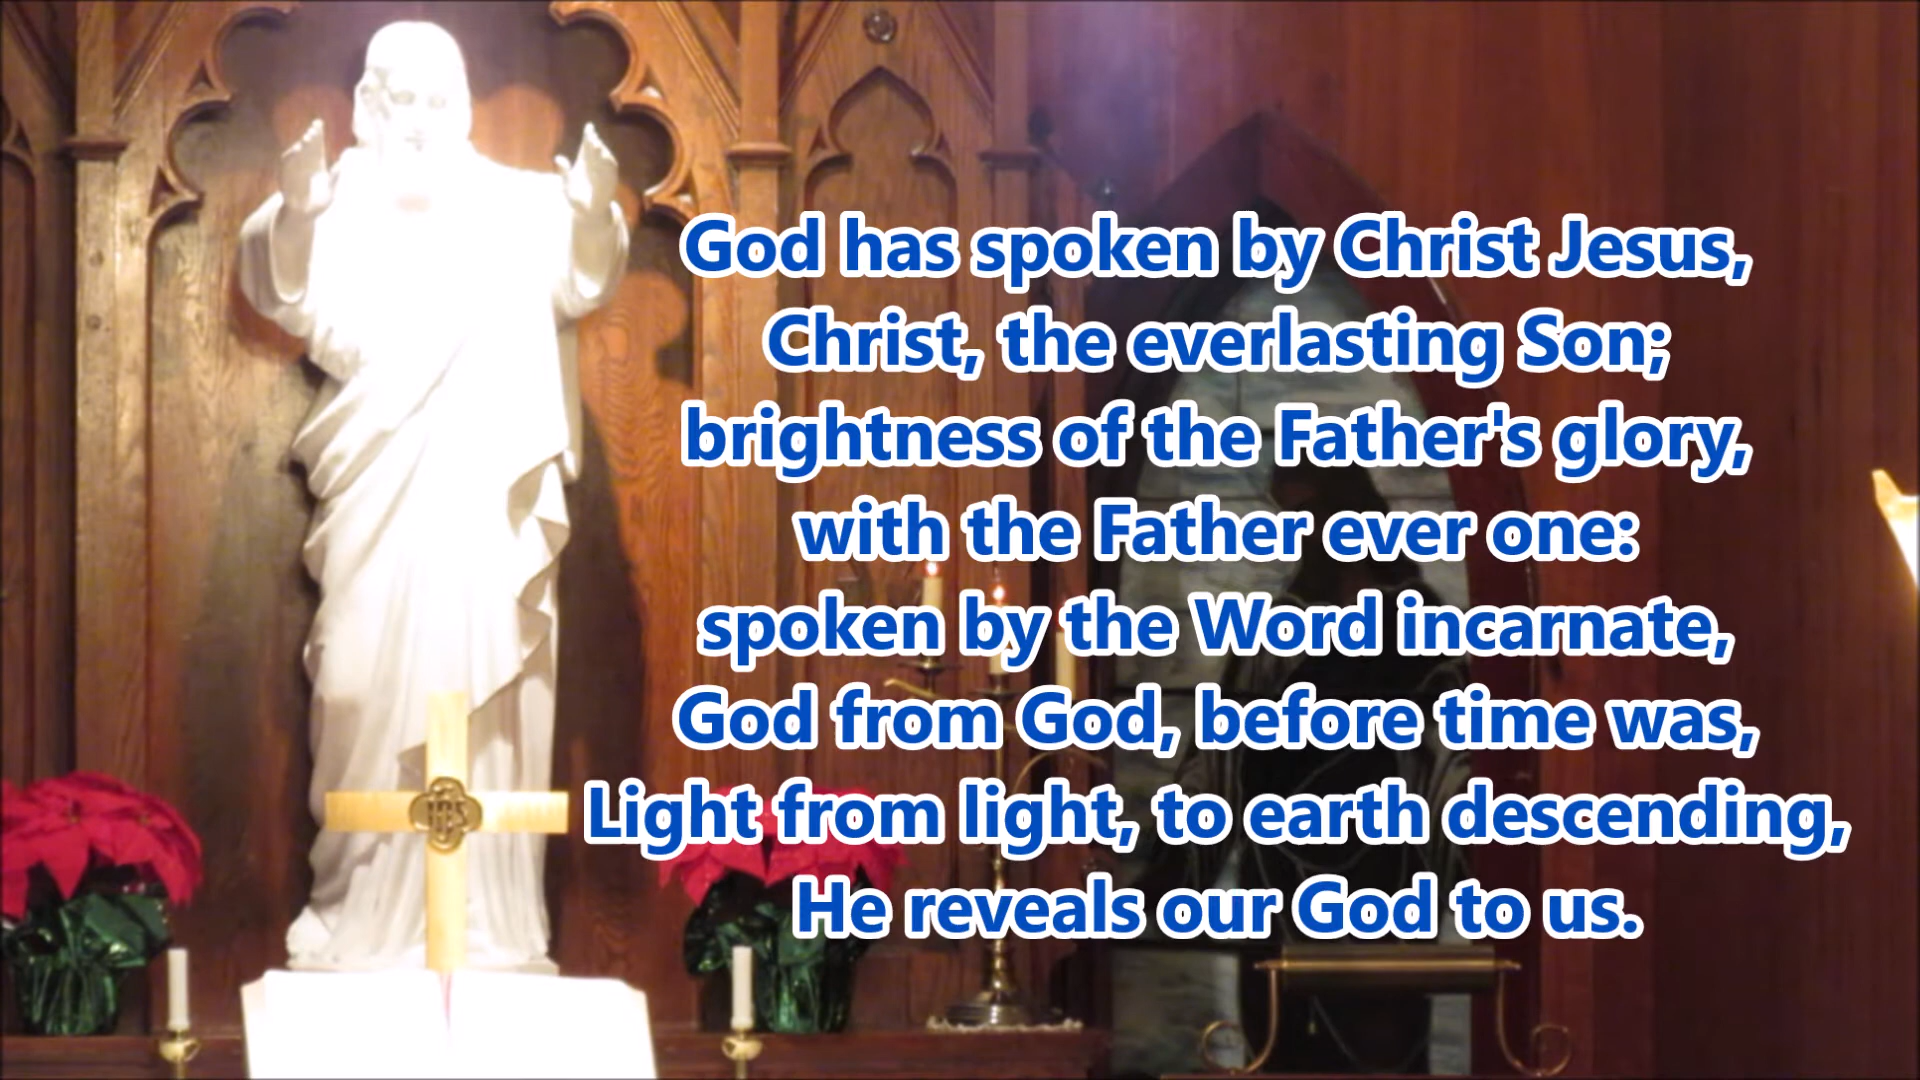 God has spoken by Christ Jesus,
Christ, the everlasting Son;
brightness of the Father's glory,
with the Father ever one:
spoken by the Word incarnate,
God from God, before time was,
Light from light, to earth descending,
He reveals our God to us.
IHS